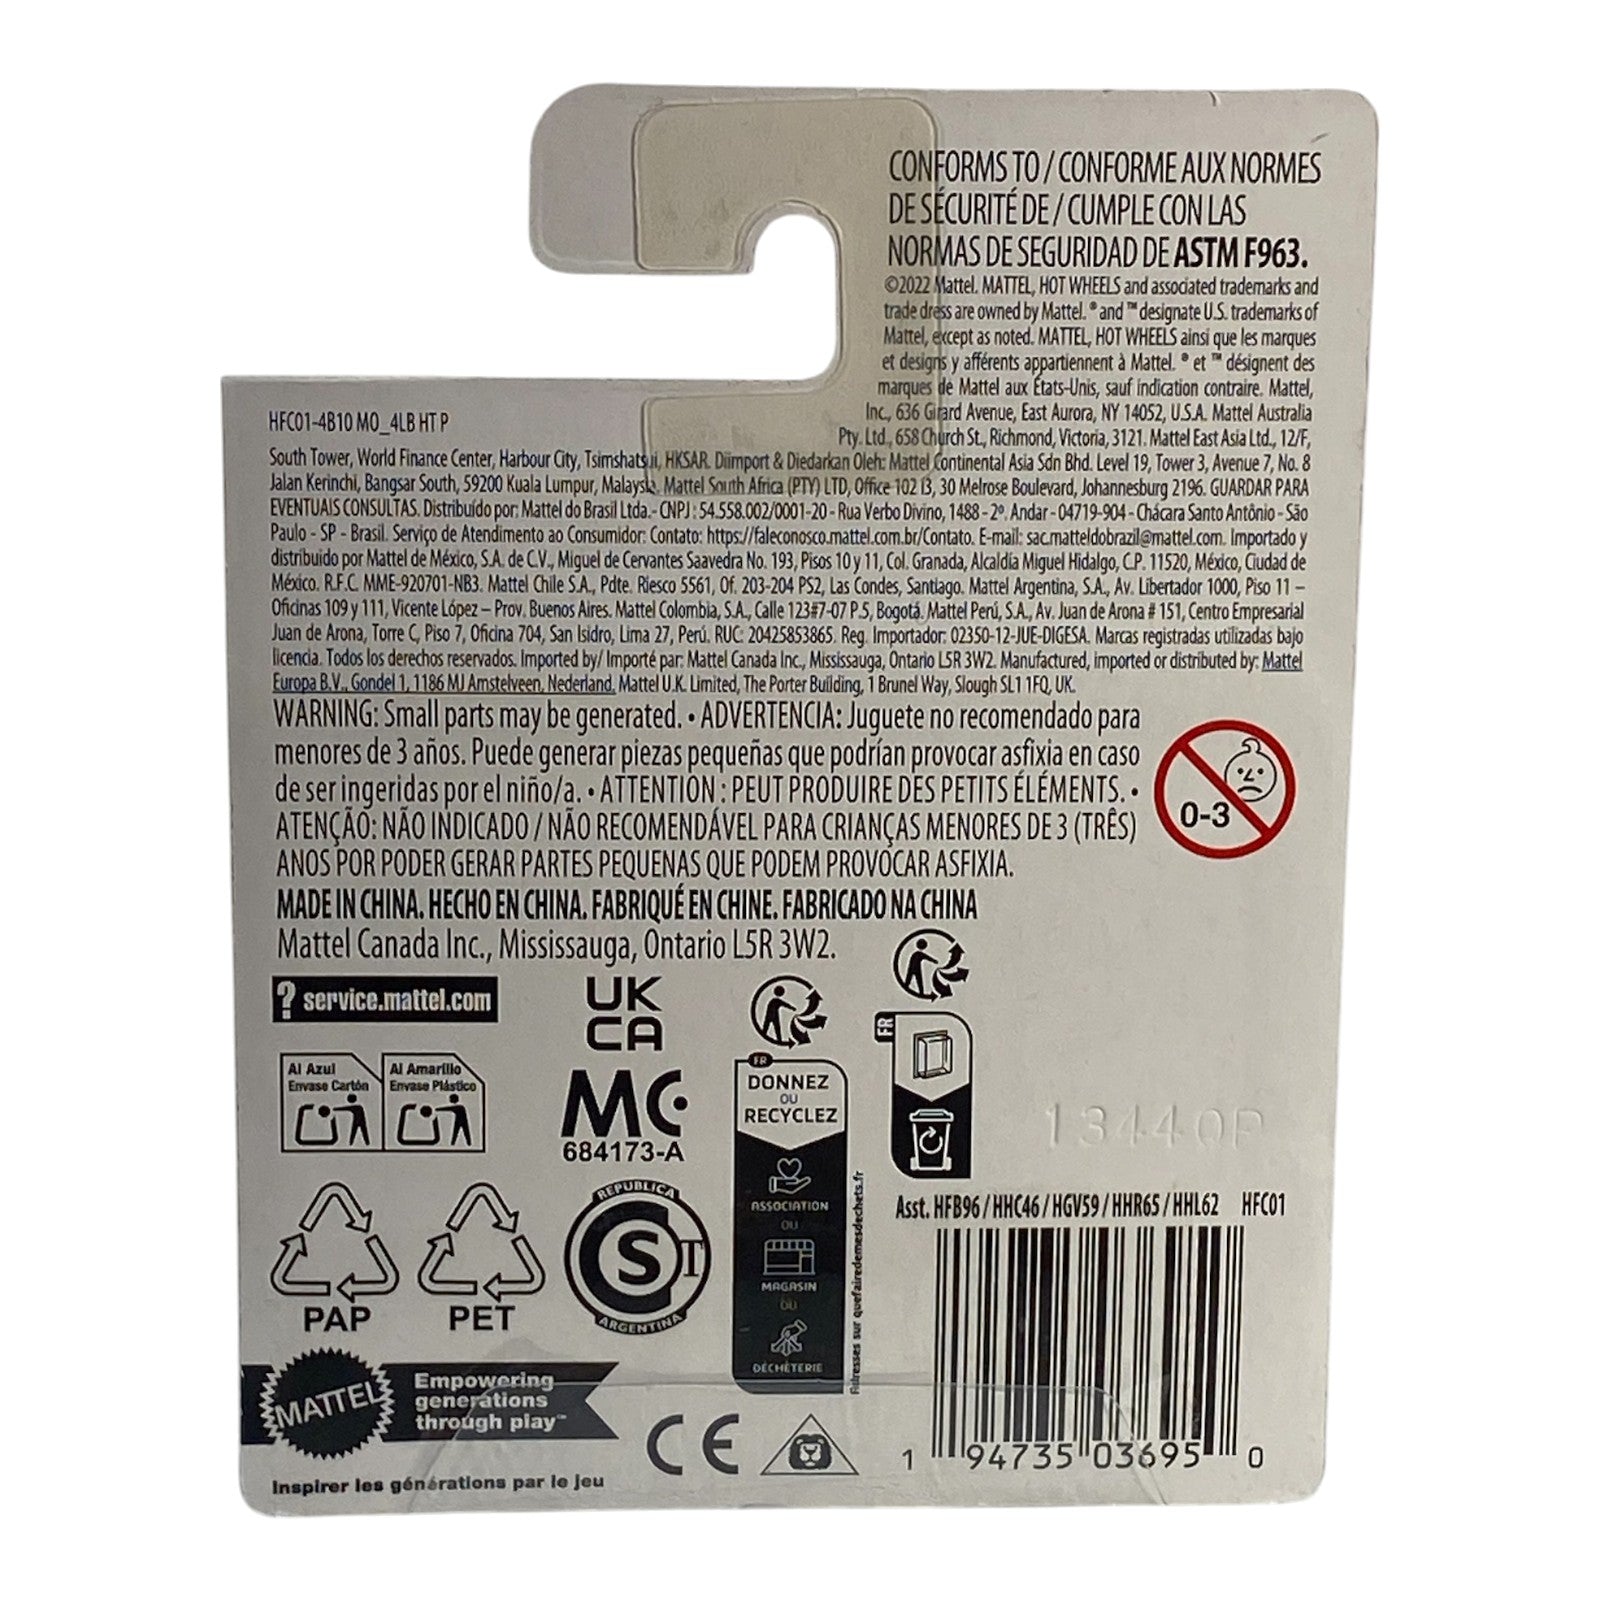 CONFORMS TO / CONFORME AUX NORMES
DE SÉCURITÉ DE / CUMPLE CON LAS
NORMAS DE SEGURIDAD DE ASTM F963.
©2022 Mattel. MATTEL, HOT WHEELS and associated trademarks and
trade dress are owned by Mattel. ® and ™ designate U.S. trademarks of
Mattel, except as noted. MATTEL, HOT WHEELS ainsi que les marques
et designs y afférents appartiennent à Mattel. ® et ™ désignent des
marques de Mattel aux États-Unis, sauf indication contraire. Mattel,
Inc., 636 Girard Avenue, East Aurora, NY 14052, U.S.A. Mattel Australia
HFC01-4B10 MO_4LB HT P
Pty. Ltd., 658 Church St., Richmond, Victoria, 3121. Mattel East Asia Ltd., 12/F,
South Tower, World Finance Center, Harbour City, Tsimshatsui, HKSAR. Diimport & Diedarkan Oleh: Mattel Continental Asia Sdn Bhd. Level 19, Tower 3, Avenue 7, No. 8
Jalan Kerinchi, Bangsar South, 59200 Kuala Lumpur, Malaysia. Mattel South Africa (PTY) LTD, Office 102 I3, 30 Melrose Boulevard, Johannesburg 2196. GUARDAR PARA
EVENTUAIS CONSULTAS. Distribuído por: Mattel do Brasil Ltda.- CNPJ : 54.558.002/0001-20 - Rua Verbo Divino, 1488 - 2º. Andar - 04719-904 - Chácara Santo Antônio - São
Paulo - SP - Brasil. Serviço de Atendimento ao Consumidor: Contato: https://faleconosco.mattel.com.br/Contato. E-mail: sac.matteldobrazil@mattel.com. Importado y
distribuido por Mattel de México, S.A. de C.V., Miguel de Cervantes Saavedra No. 193, Pisos 10 y 11, Col. Granada, Alcaldía Miguel Hidalgo, C.P. 11520, México, Ciudad de
México. R.F.C. MME-920701-NB3. Mattel Chile S.A., Pdte. Riesco 5561, Of. 203-204 PS2, Las Condes, Santiago. Mattel Argentina, S.A., Av. Libertador 1000, Piso 11 –
Oficinas 109 y 111, Vicente López – Prov. Buenos Aires. Mattel Colombia, S.A., Calle 123#7-07 P.5, Bogotá. Mattel Perú, S.A., Av. Juan de Arona # 151, Centro Empresarial
Juan de Arona, Torre C, Piso 7, Oficina 704, San Isidro, Lima 27, Perú. RUC: 20425853865. Reg. Importador: 02350-12-JUE-DIGESA. Marcas registradas utilizadas bajo
licencia. Todos los derechos reservados. Imported by/ Importé par: Mattel Canada Inc., Mississauga, Ontario L5R 3W2. Manufactured, imported or distributed by: Mattel
Europa B.V., Gondel 1, 1186 MJ Amstelveen, Nederland. Mattel U.K. Limited, The Porter Building, 1 Brunel Way, Slough SL1 1FQ, UK.
WARNING: Small parts may be generated. • ADVERTENCIA: Juguete no recomendado para
menores de 3 años. Puede generar piezas pequeñas que podrían provocar asfixia en caso
de ser ingeridas por el niño/a. • ATTENTION : PEUT PRODUIRE DES PETITS ÉLÉMENTS. •
ATENÇÃO: NÃO INDICADO / NÃO RECOMENDÁVEL PARA CRIANÇAS MENORES DE 3 (TRÊS)
ANOS POR PODER GERAR PARTES PEQUENAS QUE PODEM PROVOCAR ASFIXIA.
0-3
MADE IN CHINA. HECHO EN CHINA. FABRIQUÉ EN CHINE. FABRICADO NA CHINA
Mattel Canada Inc., Mississauga, Ontario L5R 3W2.
? service.mattel.com
UK
CA
Al Azul
Envase Cartón
Al Amarillo
Envase Plástico
MC
684173-A
FR
DONNEZ
OU
RECYCLEZ
ASSOCIATION
OU
MAGASIN
OU
DÉCHÈTERIE
Adresses sur quefairedemesdechets.fr
FR
13440P
PAP
PET
REPUBLICA
S
T
ARGENTINA
Asst. HFB96 / HHC46 / HGV59 / HHR65 / HHL62 HFC01
1 94735 03695 0
MATTEL
Empowering
generations
through play™
Inspirer les générations par le jeu
CE